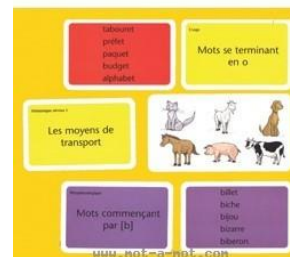 tabouret
préfet
paquet
budget
alphabet
Mots se terminant
en o
Les moyens de
transport
Mots commençant
par [b]
billet
biche
bijou
bizarre
biberon
www.mot-a-mot.com